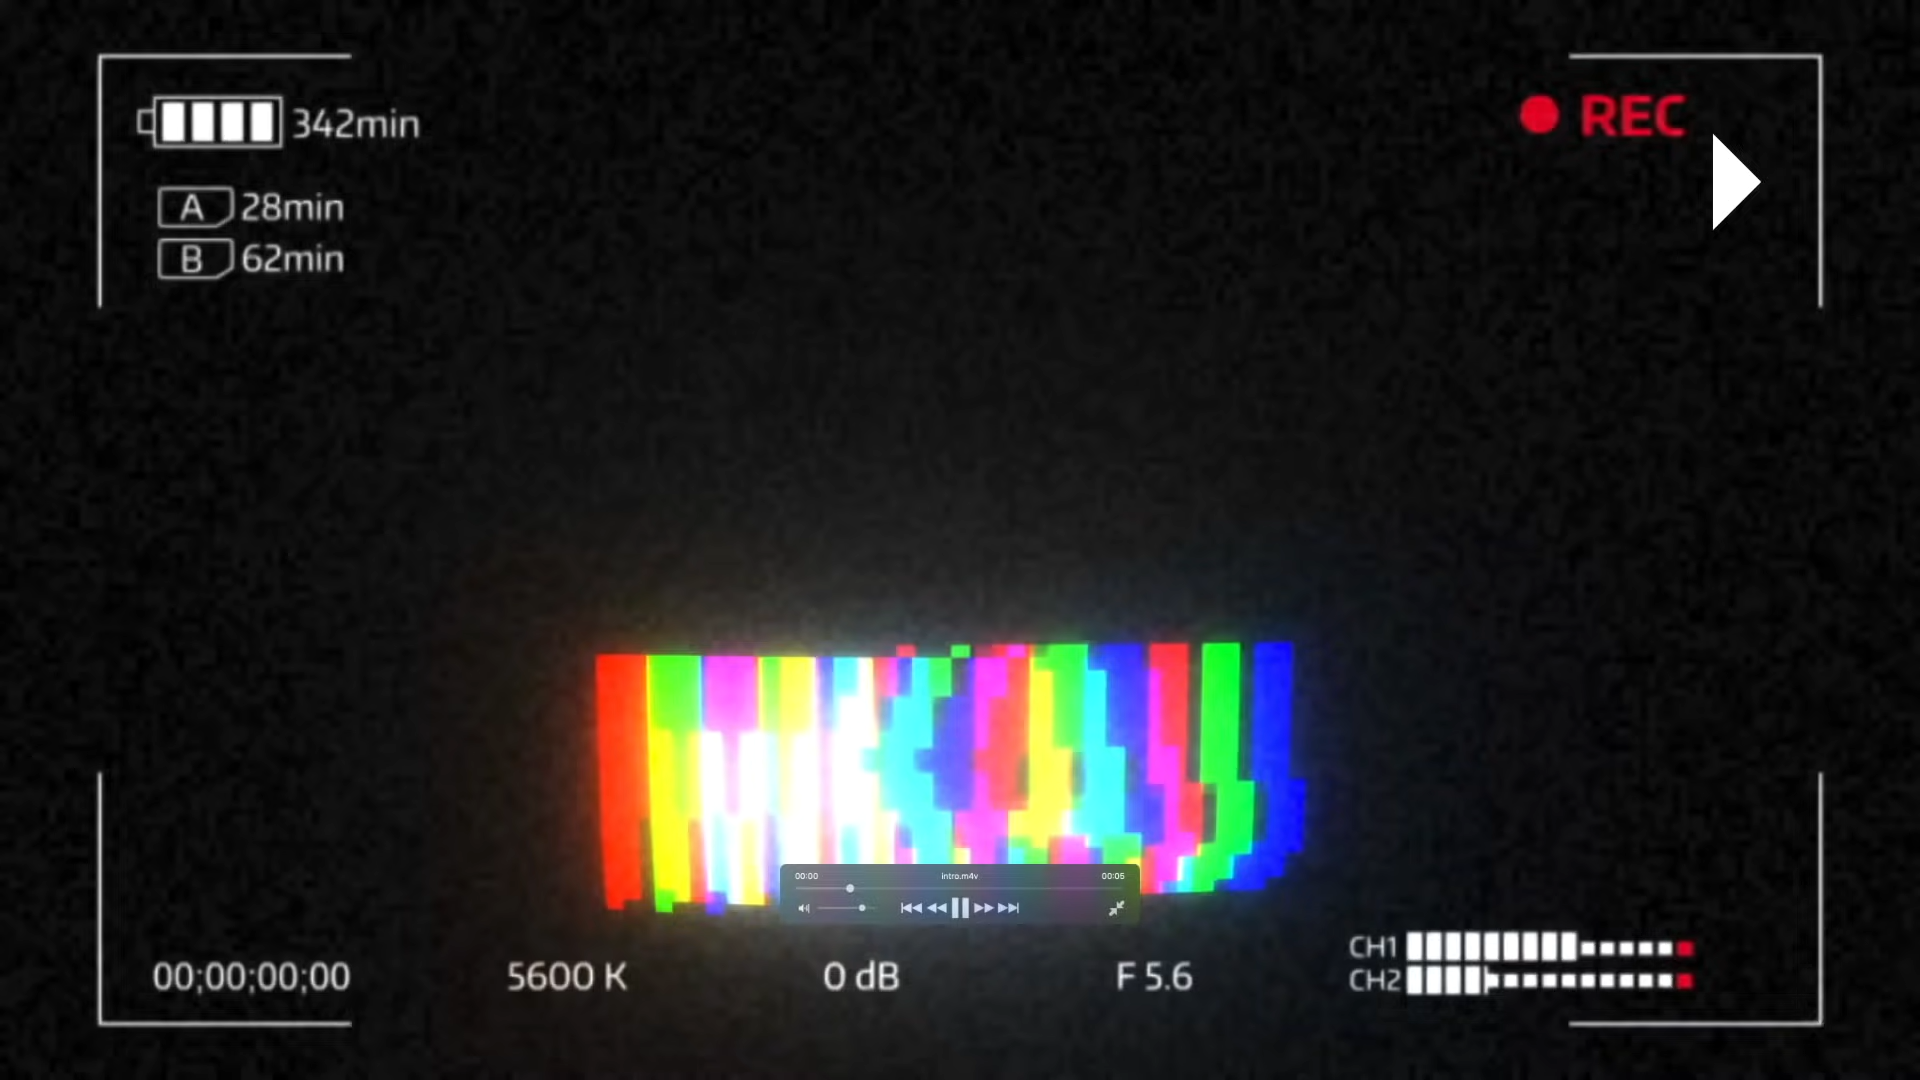 342min
REC
A 28min
B 62min
00:00 intro.m4v 00:05
CH1
00;00;00;00 5600 K 0 dB F 5.6 CH2